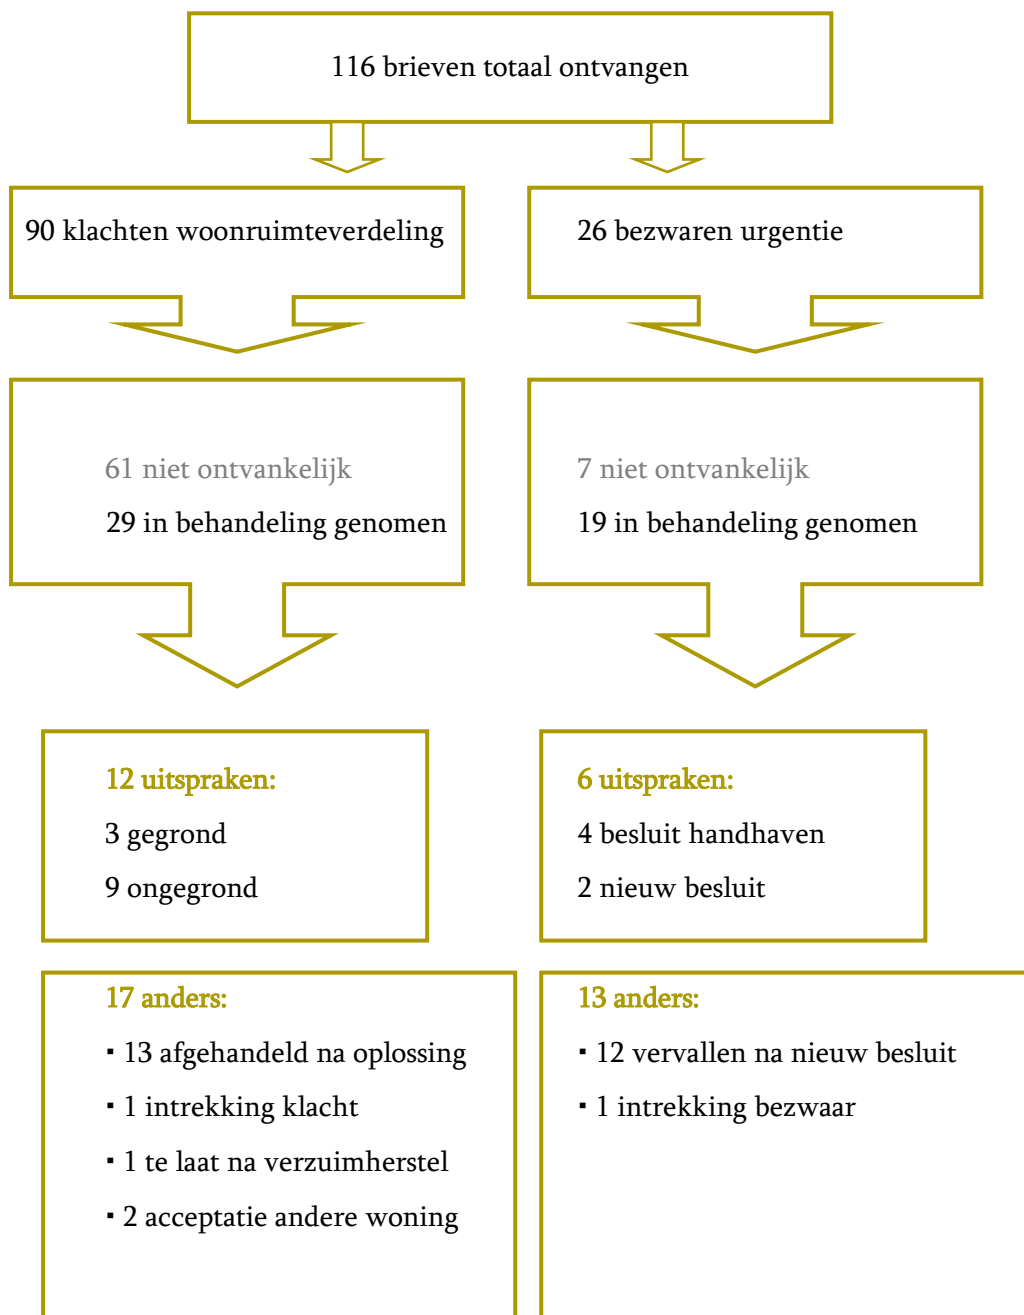 116 brieven totaal ontvangen
90 klachten woonruimteverdeling
26 bezwaren urgentie
61 niet ontvankelijk
29 in behandeling genomen
7 niet ontvankelijk
19 in behandeling genomen
12 uitspraken:
3 gegrond
9 ongegrond
6 uitspraken:
4 besluit handhaven
2 nieuw besluit
17 anders:
▪ 13 afgehandeld na oplossing
▪ 1 intrekking klacht
▪ 1 te laat na verzuimherstel
▪ 2 acceptatie andere woning
13 anders:
▪ 12 vervallen na nieuw besluit
▪ 1 intrekking bezwaar